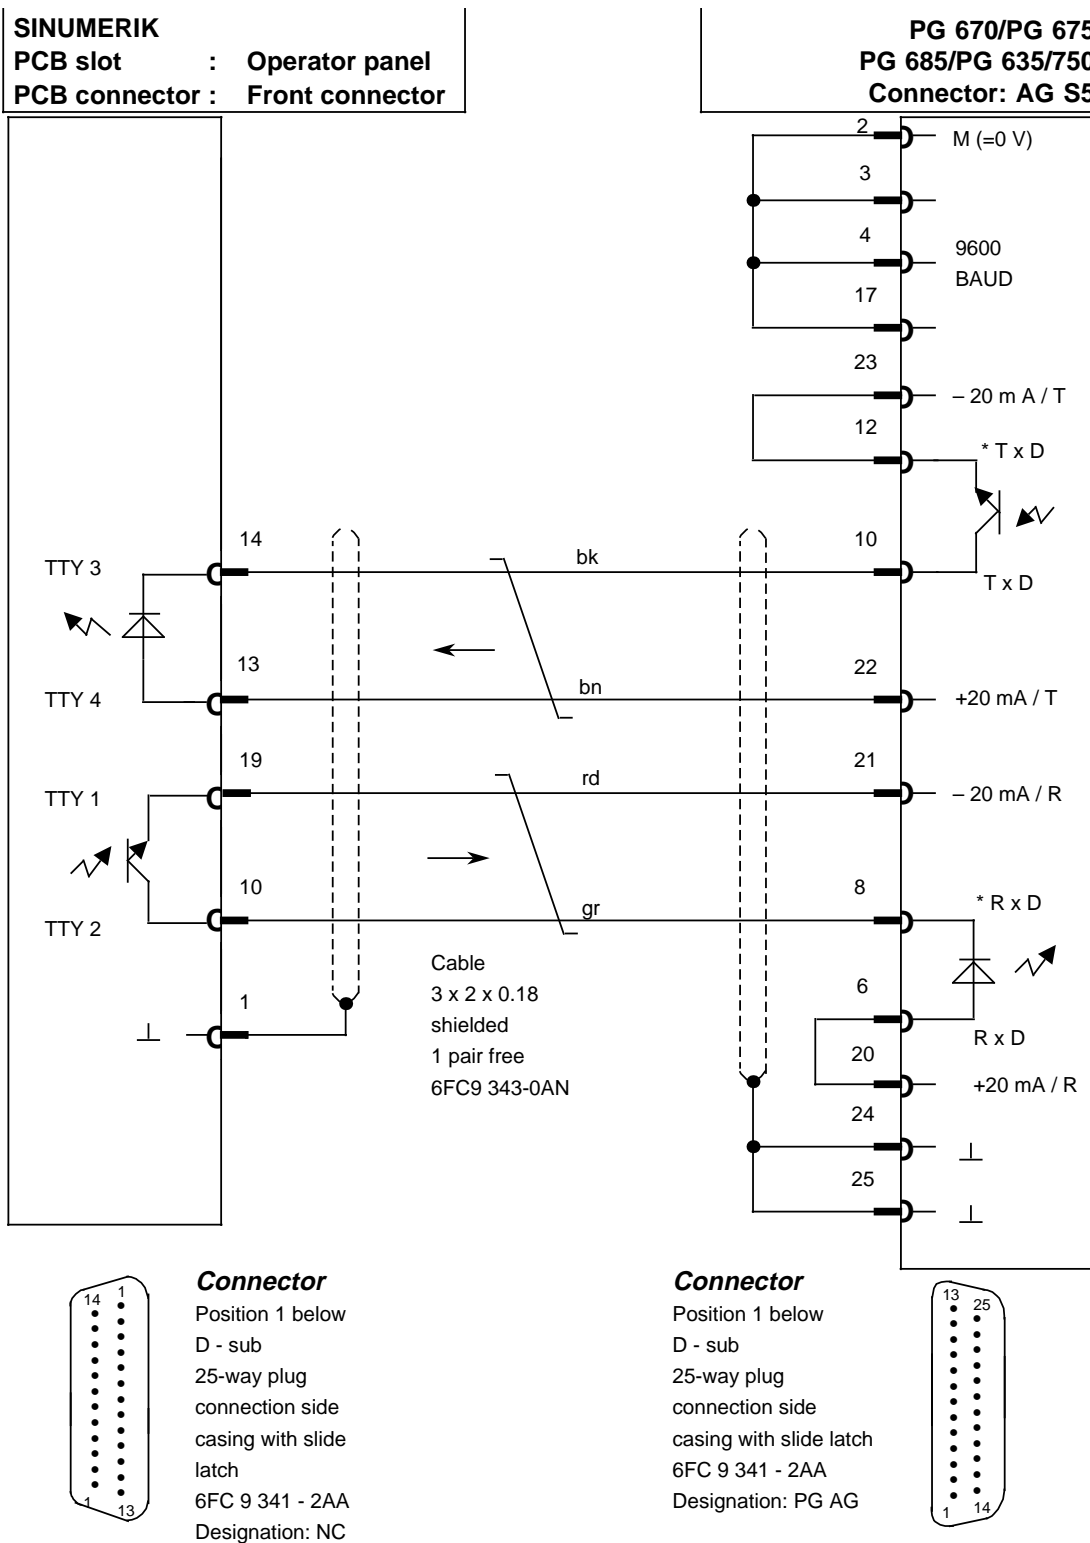 SINUMERIK
PCB slot : Operator panel
PCB connector : Front connector
PG 670/PG 675
PG 685/PG 635/750
Connector: AG S5
2
M (=0 V)
3
4
9600
BAUD
17
23
– 20 m A / T
12
* T x D
14
10
TTY 3
bk
T x D
13
22
TTY 4
bn
+20 mA / T
19
21
TTY 1
rd
– 20 mA / R
10
8
* R x D
TTY 2
gr
Cable
3 x 2 x 0.18
shielded
1 pair free
6FC9 343-0AN
1
6
R x D
20
+20 mA / R
24
25
14 1
1 13
Connector
Position 1 below
D - sub
25-way plug
connection side
casing with slide
latch
6FC 9 341 - 2AA
Designation: NC
Connector
Position 1 below
D - sub
25-way plug
connection side
casing with slide latch
6FC 9 341 - 2AA
Designation: PG AG
13 25
1 14